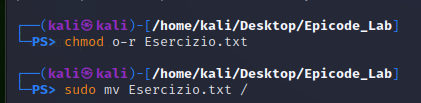 ┌──(kali㉿kali)-[/home/kali/Desktop/Epicode_Lab]
└─PS> chmod o-r Esercizio.txt
┌──(kali㉿kali)-[/home/kali/Desktop/Epicode_Lab]
└─PS> sudo mv Esercizio.txt /